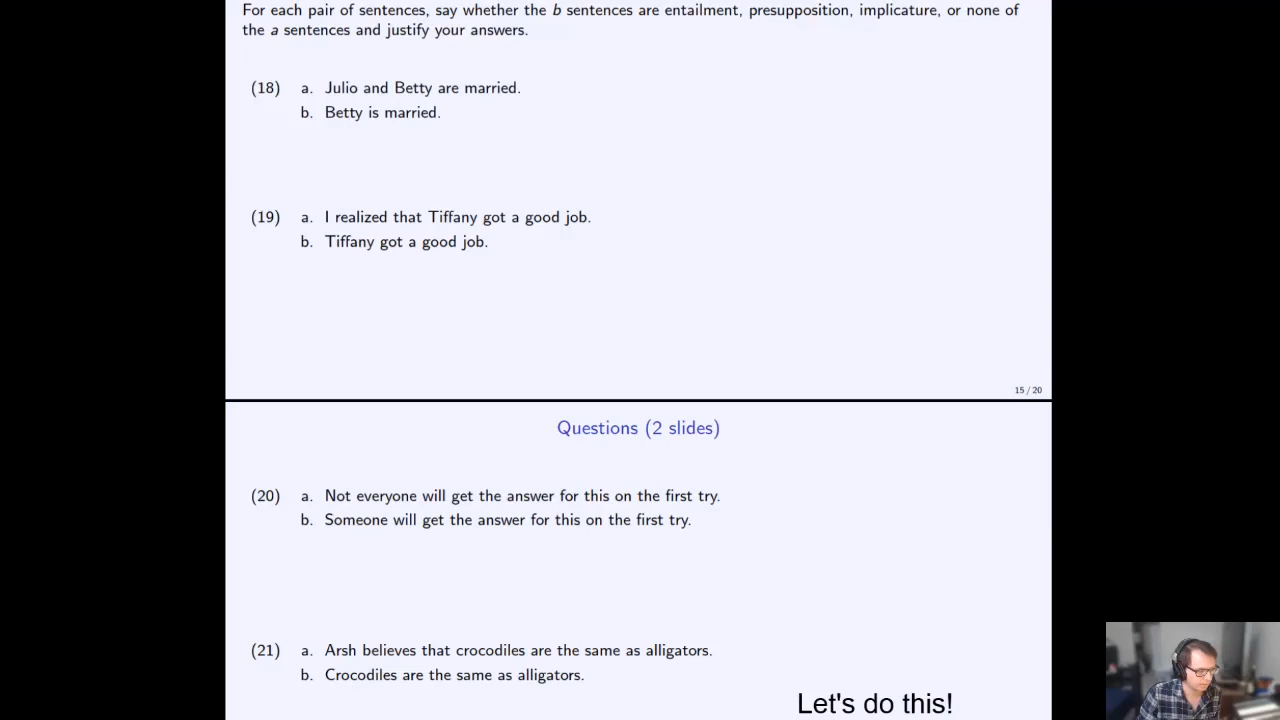 For each pair of sentences, say whether the b sentences are entailment, presupposition, implicature, or none of
the a sentences and justify your answers.
(18) a. Julio and Betty are married.
b. Betty is married.
(19) a. I realized that Tiffany got a good job.
b. Tiffany got a good job.
15 / 20
Questions (2 slides)
(20) a. Not everyone will get the answer for this on the first try.
b. Someone will get the answer for this on the first try.
(21) a. Arsh believes that crocodiles are the same as alligators.
b. Crocodiles are the same as alligators.
Let's do this!